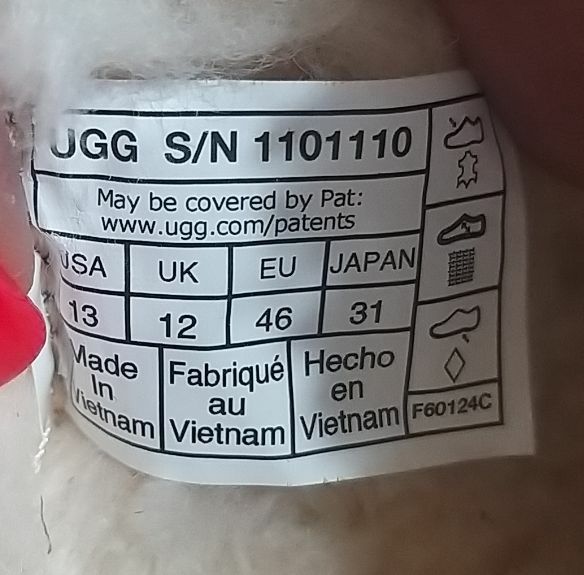 UGG S/N 1101110
May be covered by Pat:
www.ugg.com/patents
USA UK EU JAPAN
13 12 46 31
Made
In
Vietnam
Fabriqué
au
Vietnam
Hecho
en
Vietnam
F60124C